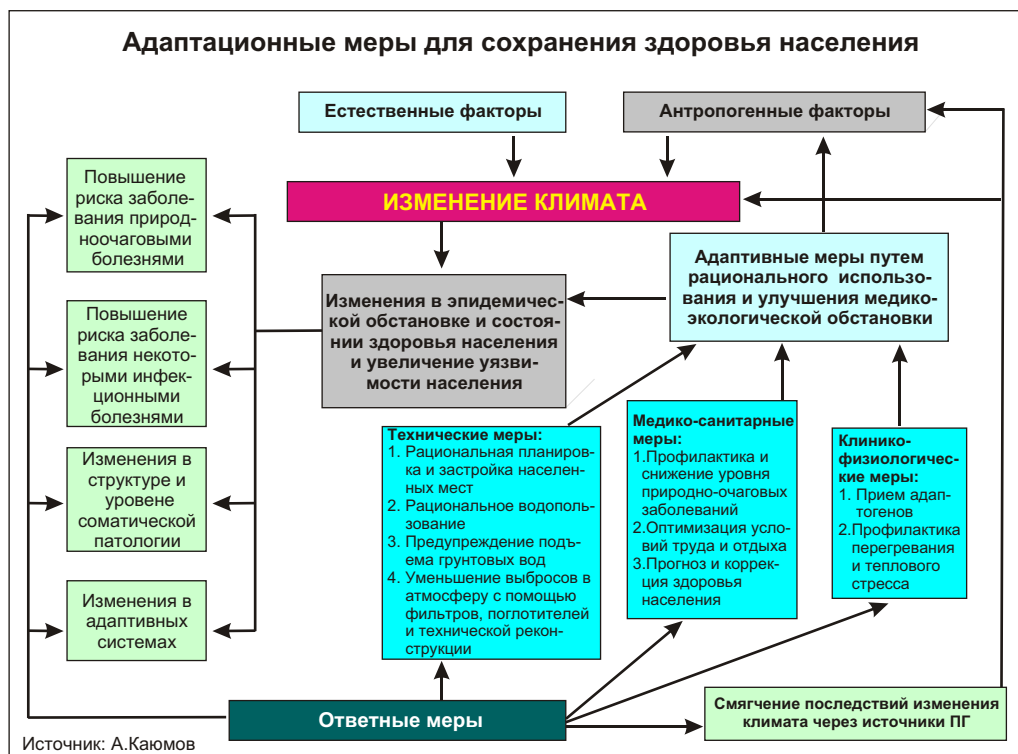 Адаптационные меры для сохранения здоровья населения
Естественные факторы
Антропогенные факторы
ИЗМЕНЕНИЕ КЛИМАТА
Повышение
риска заболе-
вания природ-
ноочаговыми
болезнями
Повышение
риска заболе-
вания некото-
рыми инфек-
ционными
болезнями
Изменения в
структуре и
уровене
соматической
патологии
Изменения в
адаптивных
системах
Изменения в эпидемичес-
кой обстановке и состоя-
нии здоровья населения
и увеличение уязви-
мости населения
Адаптивные меры путем
рационального использо-
вания и улучшения медико-
экологической обстановки
Технические меры:
1. Рациональная планиров-
ка и застройка населен-
ных мест
2. Рациональное водополь-
зование
3. Предупреждение подъ-
ема грунтовых вод
4. Уменьшение выбросов в
атмосферу с помощью
фильтров, поглотителей
и технической рекон-
струкции
Медико-санитарные
меры:
1.Профилактика и
снижение уровня
природно-очаговых
заболеваний
2.Оптимизация усло-
вий труда и отдыха
3.Прогноз и коррек-
ция здоровья
населения
Клинико-
физиологичес-
кие меры:
1. Прием адап-
тогенов
2.Профилактика
перегревания
и теплового
стресса
Ответные меры
Смягчение последствий изменения
климата через источники ПГ
Источник: А.Каюмов